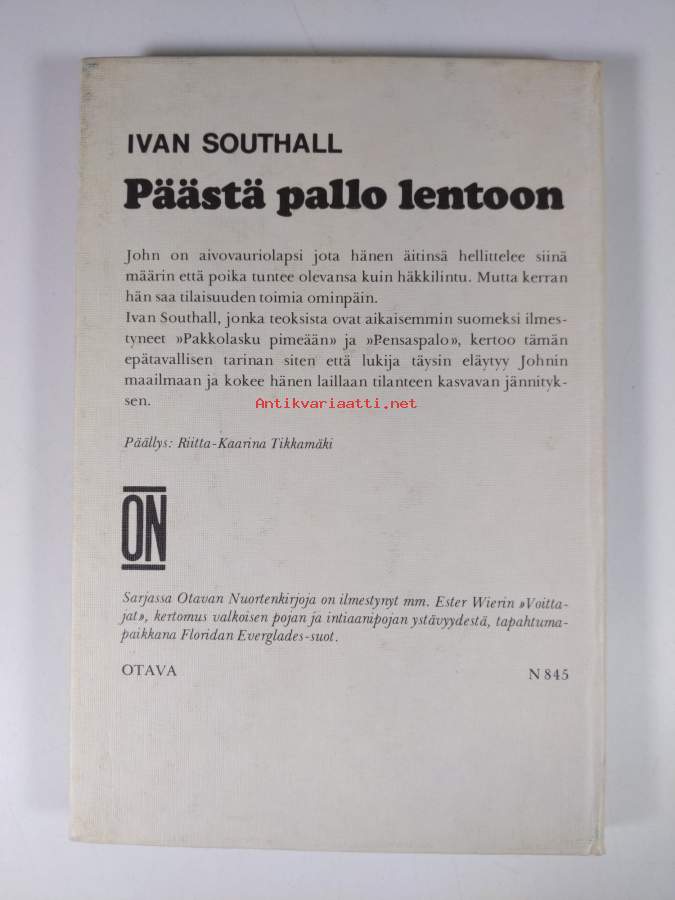 IVAN SOUTHALL
Päästä pallo lentoon
John on aivovauriolapsi jota hänen äitinsä hellittelee siinä
määrin että poika tuntee olevansa kuin häkkilintu. Mutta kerran
hän saa tilaisuuden toimia ominpäin.
Ivan Southall, jonka teoksista ovat aikaisemmin suomeksi ilmes-
tyneet »Pakkolasku pimeään» ja »Pensaspalo», kertoo tämän
epätavallisen tarinan siten että lukija täysin eläytyy Johnin
maailmaan ja kokee hänen laillaan tilanteen kasvavan jännityk-
sen.
Antikvariaatti.net
Päällys: Riitta-Kaarina Tikkamäki
ON
Sarjassa Otavan Nuortenkirjoja on ilmestynyt mm. Ester Wierin »Voitta-
jat», kertomus valkoisen pojan ja intiaanipojan ystävyydestä, tapahtuma-
paikkana Floridan Everglades-suot.
OTAVA
N 845